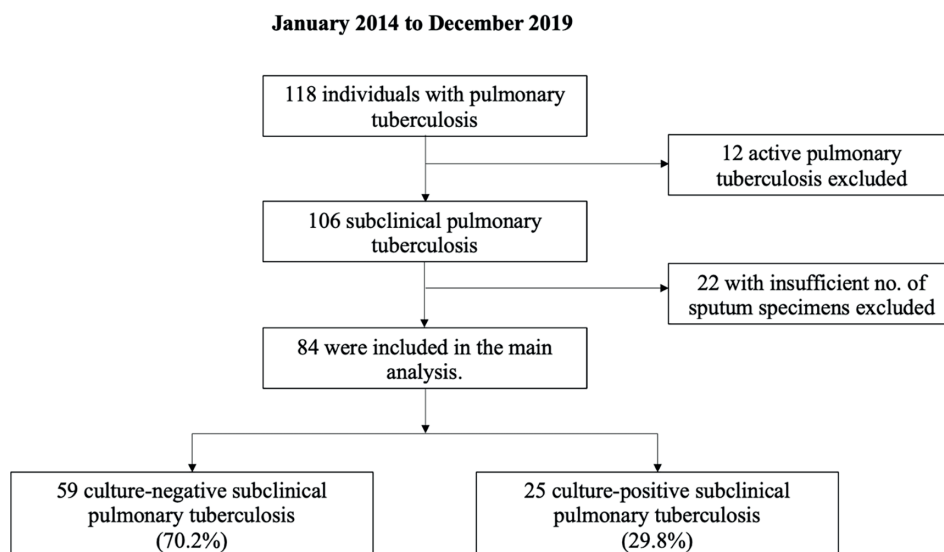 January 2014 to December 2019
118 individuals with pulmonary
tuberculosis
12 active pulmonary
tuberculosis excluded
106 subclinical pulmonary
tuberculosis
22 with insufficient no. of
sputum specimens excluded
84 were included in the main
analysis.
59 culture-negative subclinical
pulmonary tuberculosis
(70.2%)
25 culture-positive subclinical
pulmonary tuberculosis
(29.8%)